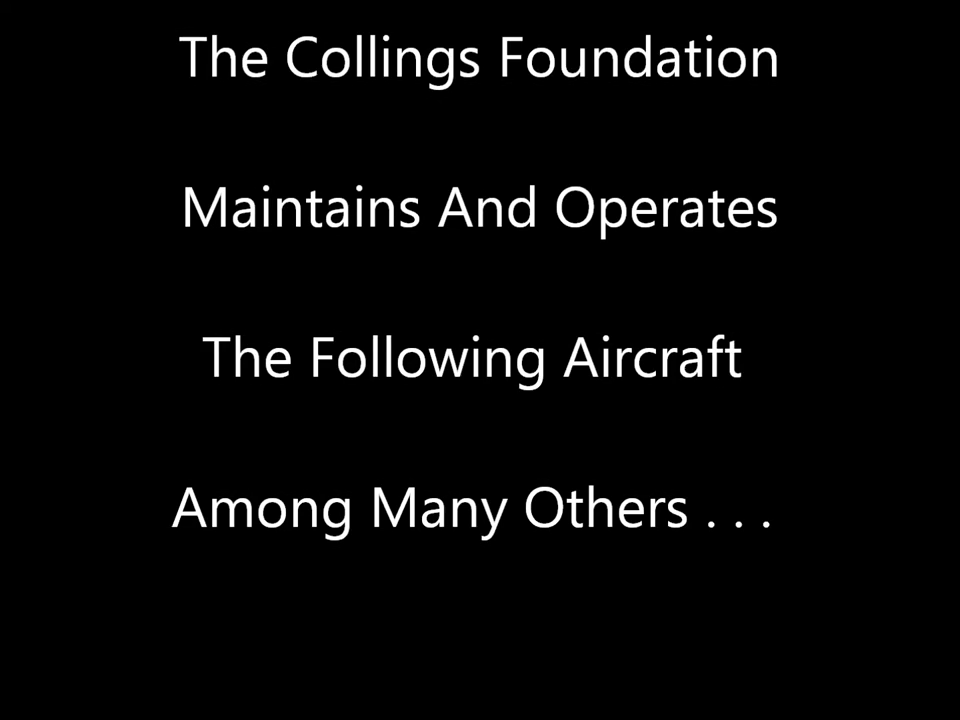 The Collings Foundation
Maintains And Operates
The Following Aircraft
Among Many Others . . .